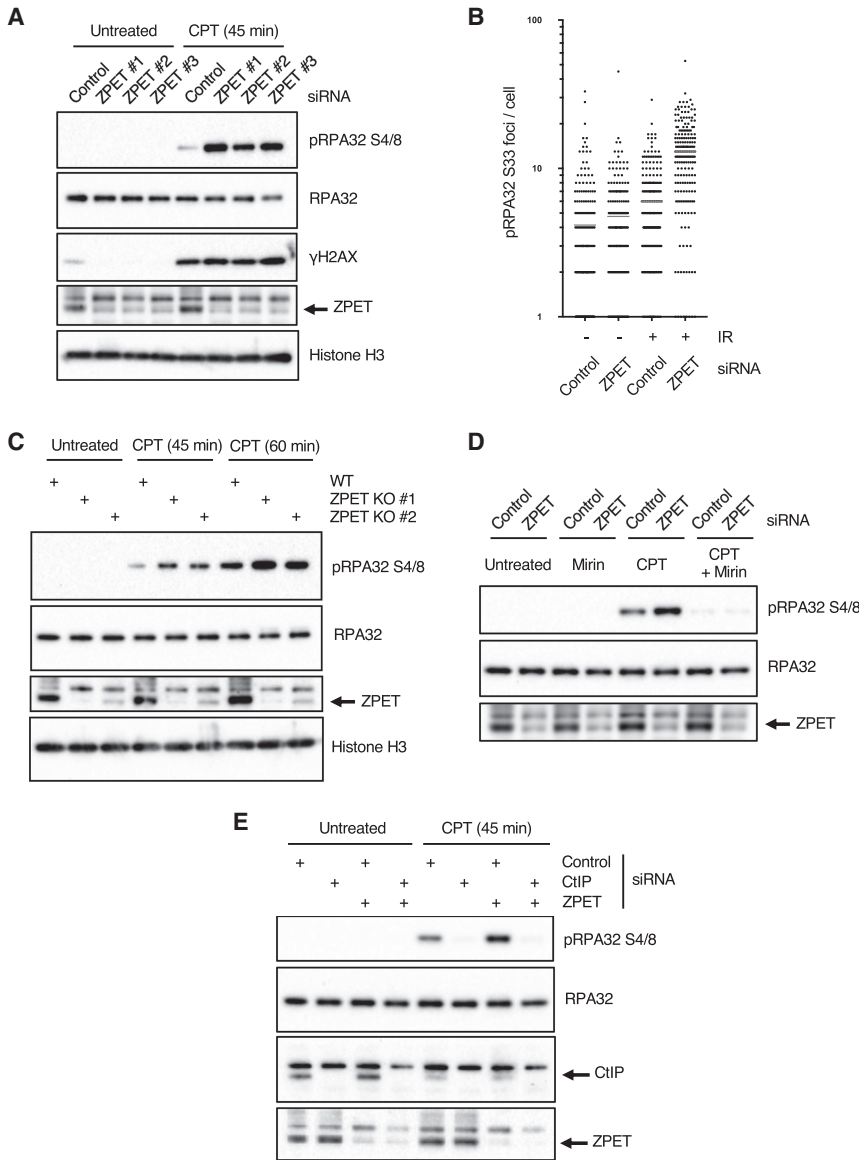 A
Untreated CPT (45 min)
Control ZPET #1 ZPET #2 ZPET #3 Control ZPET #1 ZPET #2 ZPET #3 siRNA
pRPA32 S4/8
RPA32
γH2AX
ZPET
Histone H3
B
pRPA32 S33 foci / cell
100
10
1
- - + + IR
Control ZPET Control ZPET siRNA
C
Untreated CPT (45 min) CPT (60 min)
+ + + WT
+ + + ZPET KO #1
+ + + ZPET KO #2
pRPA32 S4/8
RPA32
ZPET
Histone H3
D
Control ZPET Control ZPET Control ZPET Control ZPET siRNA
Untreated Mirin CPT CPT
+ Mirin
pRPA32 S4/8
RPA32
ZPET
E
Untreated CPT (45 min)
+ + + + Control
+ + + + CtIP
+ + + + ZPET
siRNA
pRPA32 S4/8
RPA32
CtIP
ZPET